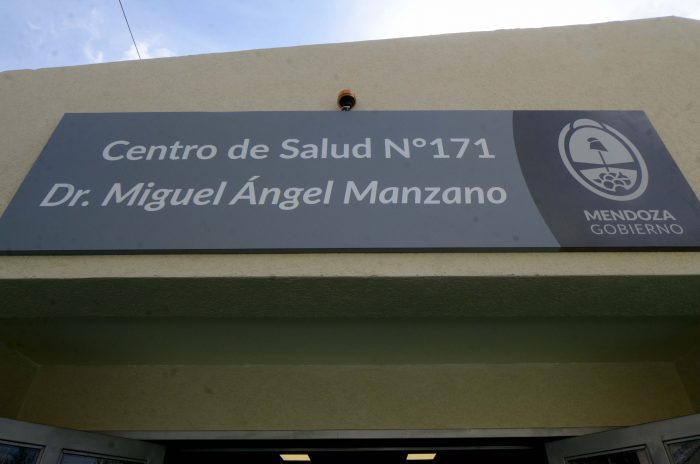 Centro de Salud N°171
Dr. Miguel Ángel Manzano
MENDOZA
GOBIERNO